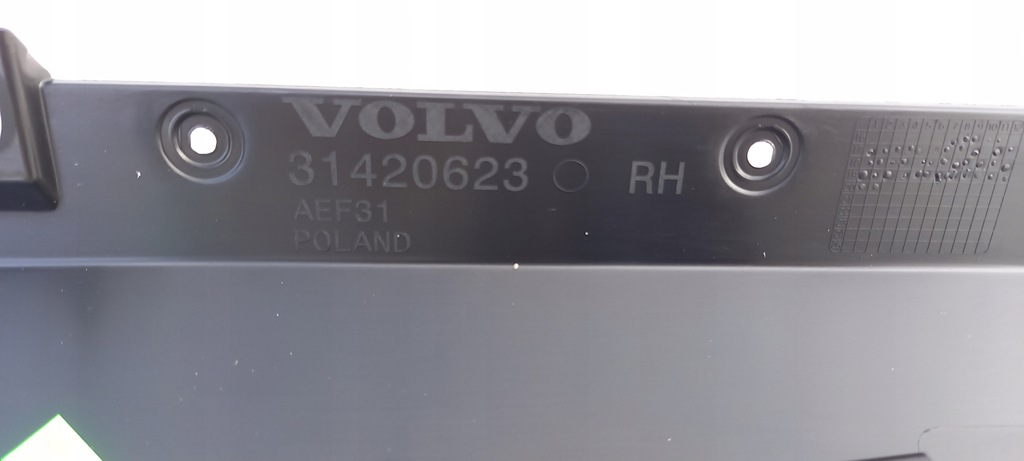 VOLVO
31420623 RH
AEF31
POLAND